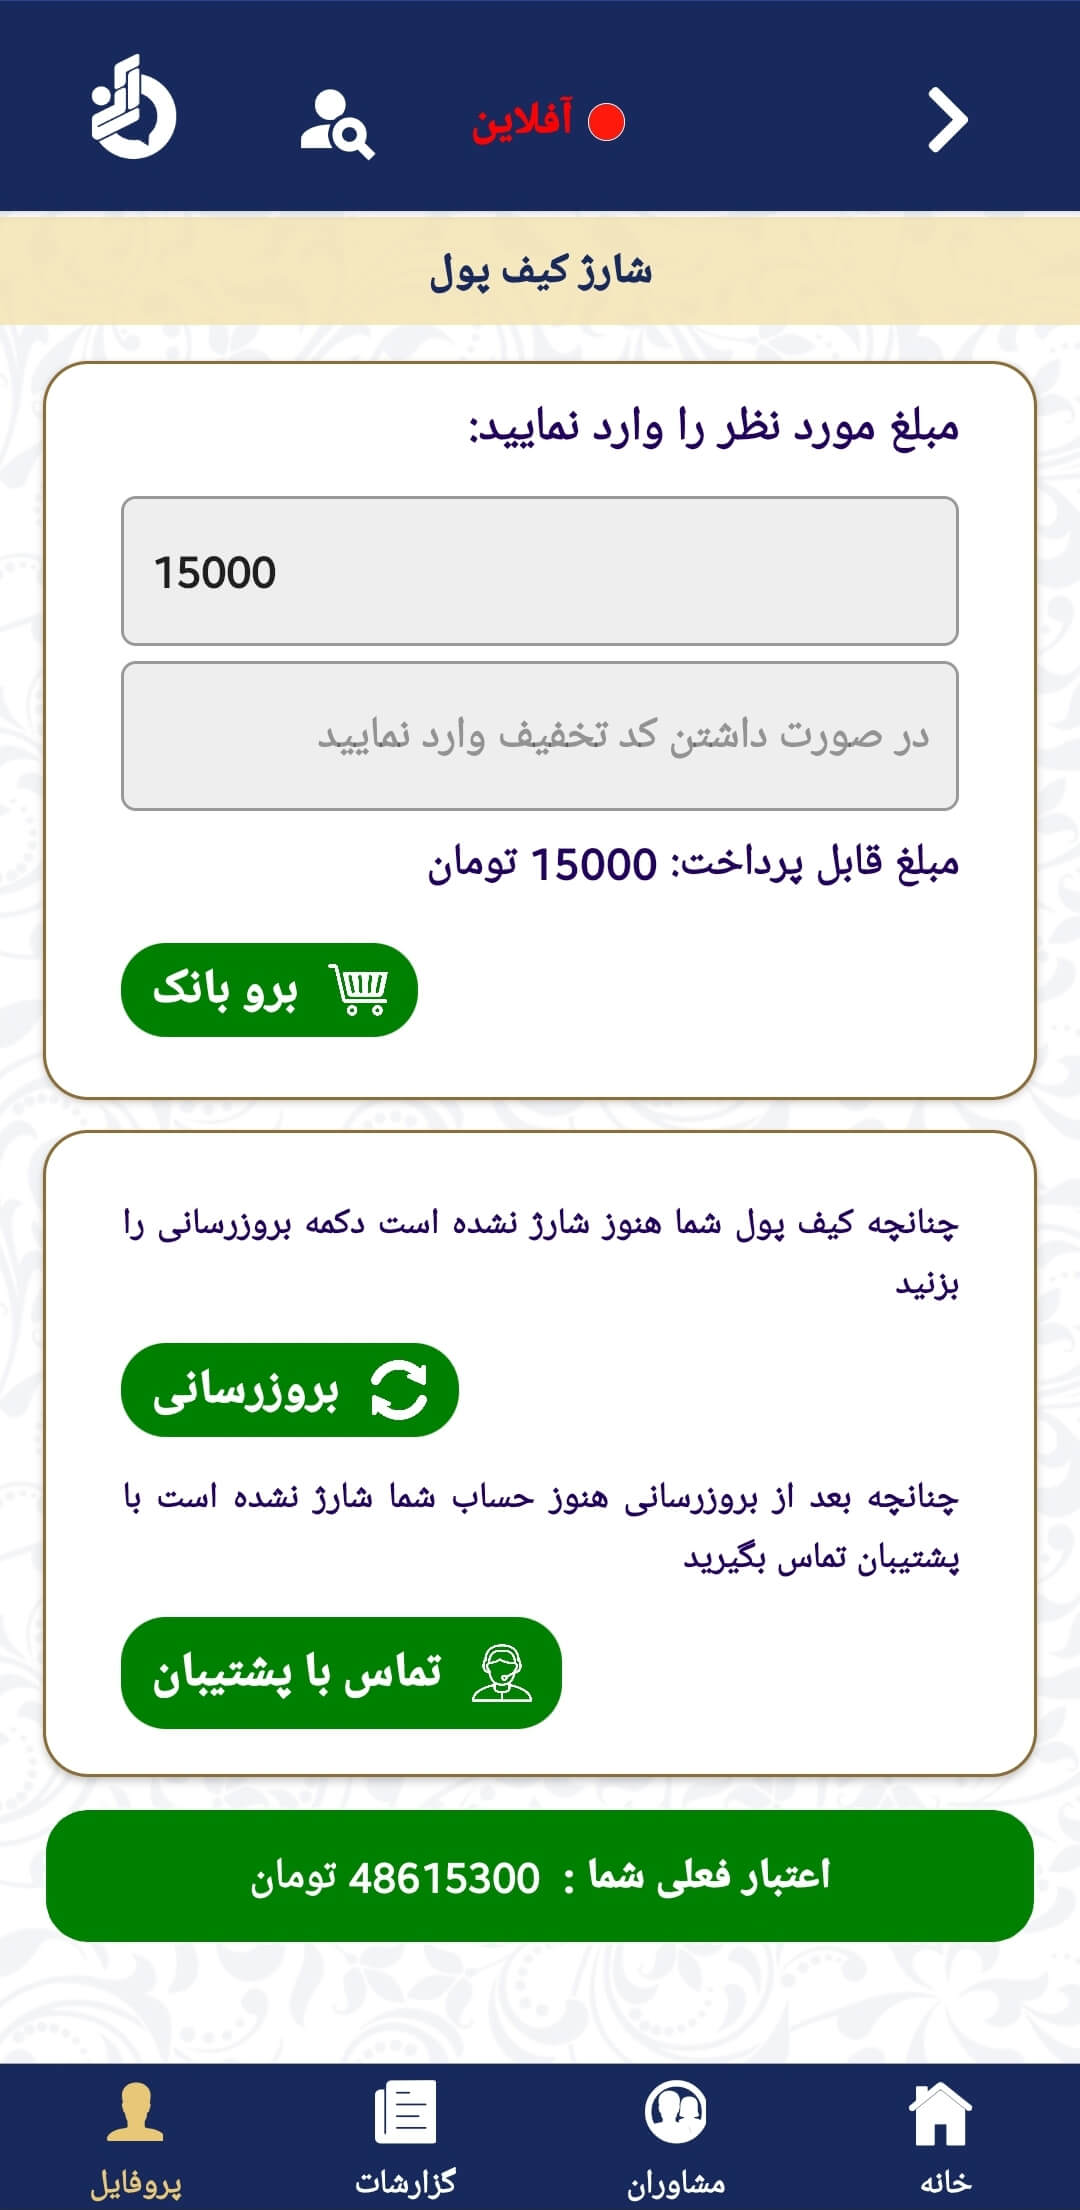 آفلاین
شارژ کیف پول
مبلغ مورد نظر را وارد نمایید:
15000
در صورت داشتن کد تخفیف وارد نمایید
مبلغ قابل پرداخت: 15000 تومان
برو بانک
چنانچه کیف پول شما هنوز شارژ نشده است دکمه بروزرسانی را
بزنید
بروزرسانی
چنانچه بعد از بروزرسانی هنوز حساب شما شارژ نشده است با
پشتیبان تماس بگیرید
تماس با پشتیبان
اعتبار فعلی شما : 48615300 تومان
خانه
مشاوران
گزارشات
پروفایل